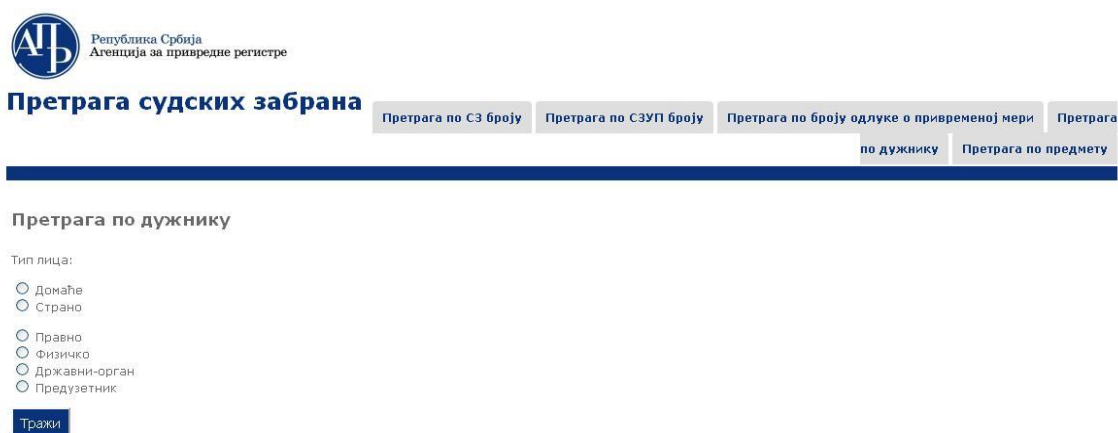 АПР
Република Србија
Агенција за привредне регистре
Претрага судских забрана
Претрага по СЗ броју Претрага по СЗУП броју Претрага по броју одлуке о привременој мери Претрага
по дужнику Претрага по предмету
Претрага по дужнику
Тип лица:
Домаће
Страно
Правно
Физичко
Државни-орган
Предузетник
Тражи